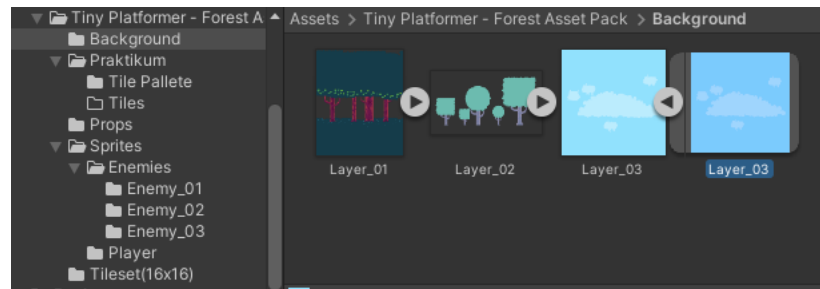 Tiny Platformer - Forest A
Background
Praktikum
Tile Pallete
Tiles
Props
Sprites
Enemies
Enemy_01
Enemy_02
Enemy_03
Player
Tileset(16x16)
Assets > Tiny Platformer - Forest Asset Pack > Background
Layer_01 Layer_02 Layer_03 Layer_03